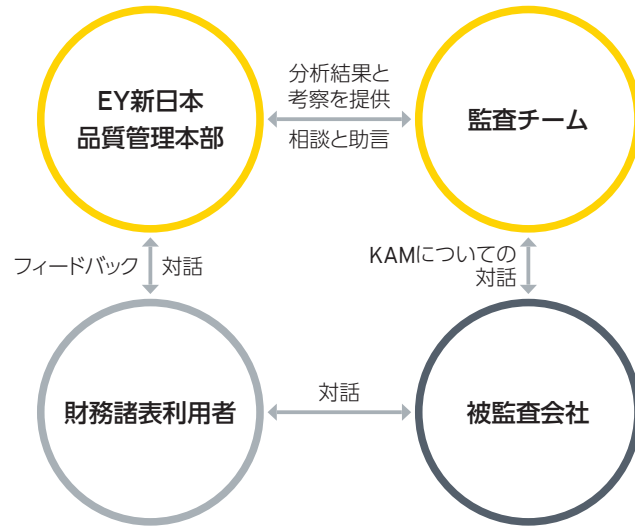 EY新日本
品質管理本部
分析結果と
考察を提供
相談と助言
監査チーム
フィードバック
対話
KAMについての
対話
財務諸表利用者
対話
被監査会社